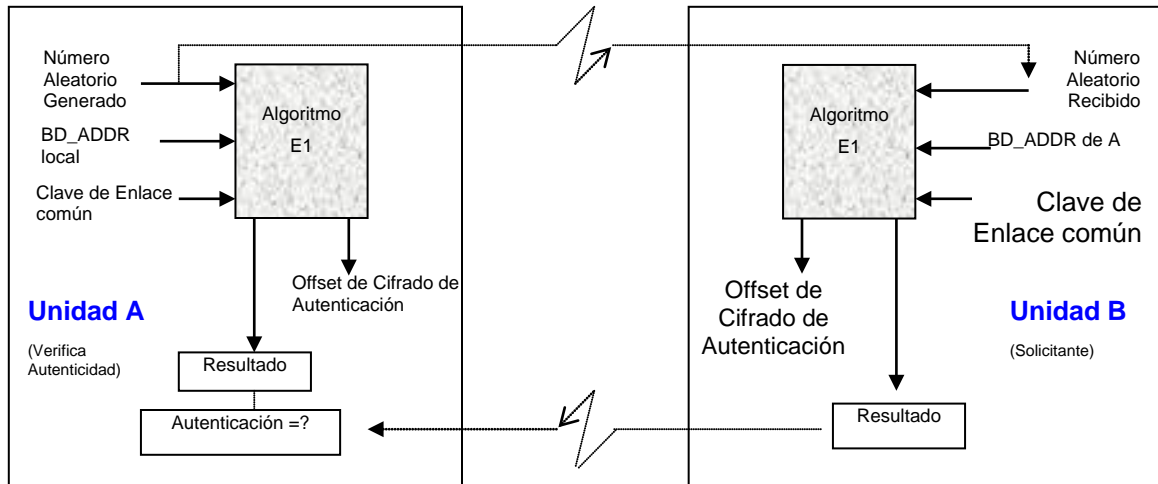 Número
Aleatorio
Generado
BD_ADDR
local
Clave de Enlace
común
Algoritmo
E1
Offset de Cifrado de
Autenticación
Unidad A
(Verifica
Autenticidad)
Resultado
Autenticación =?
Número
Aleatorio
Recibido
Algoritmo
E1
BD_ADDR de A
Clave de
Enlace común
Offset de
Cifrado de
Autenticación
Unidad B
(Solicitante)
Resultado